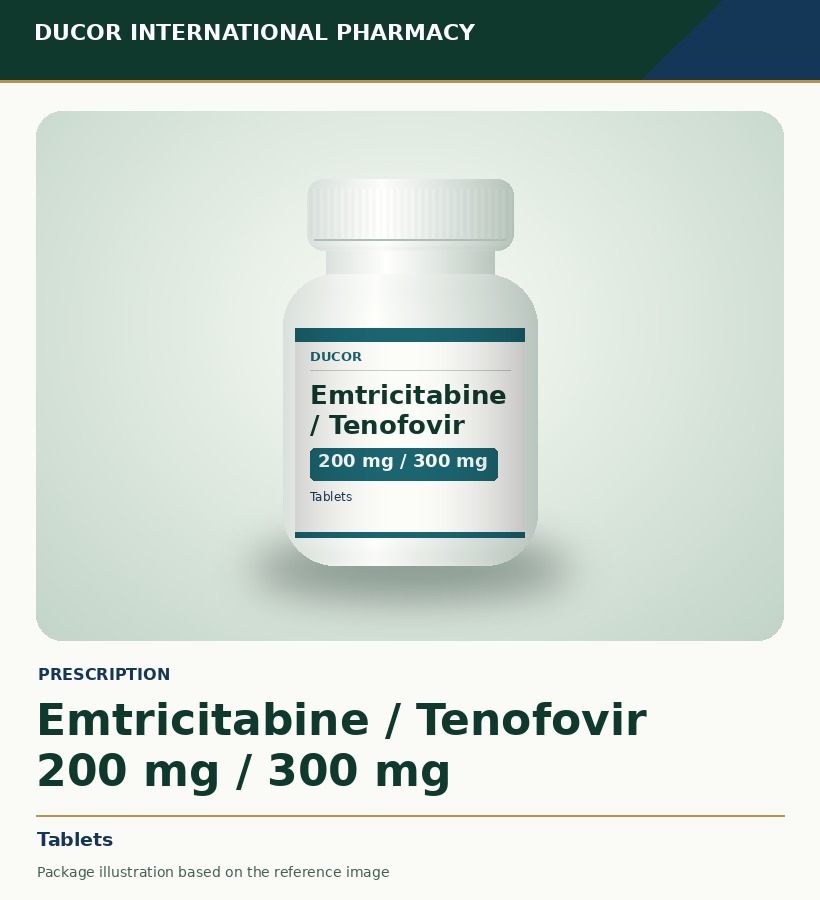 DUCOR INTERNATIONAL PHARMACY
DUCOR
Emtricitabine
/ Tenofovir
200 mg / 300 mg
Tablets
PRESCRIPTION
Emtricitabine / Tenofovir
200 mg / 300 mg
Tablets
Package illustration based on the reference image